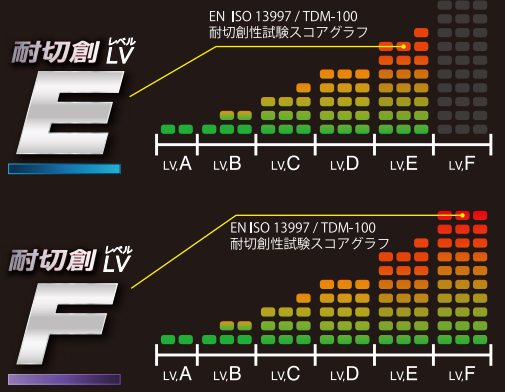 EN ISO 13997 / TDM-100
耐切創性試験スコアグラフ
耐切創 レベル LV
E
LV,A LV,B LV,C LV,D LV,E LV,F
EN ISO 13997 / TDM-100
耐切創性試験スコアグラフ
耐切創 レベル LV
F
LV,A LV,B LV,C LV,D LV,E LV,F